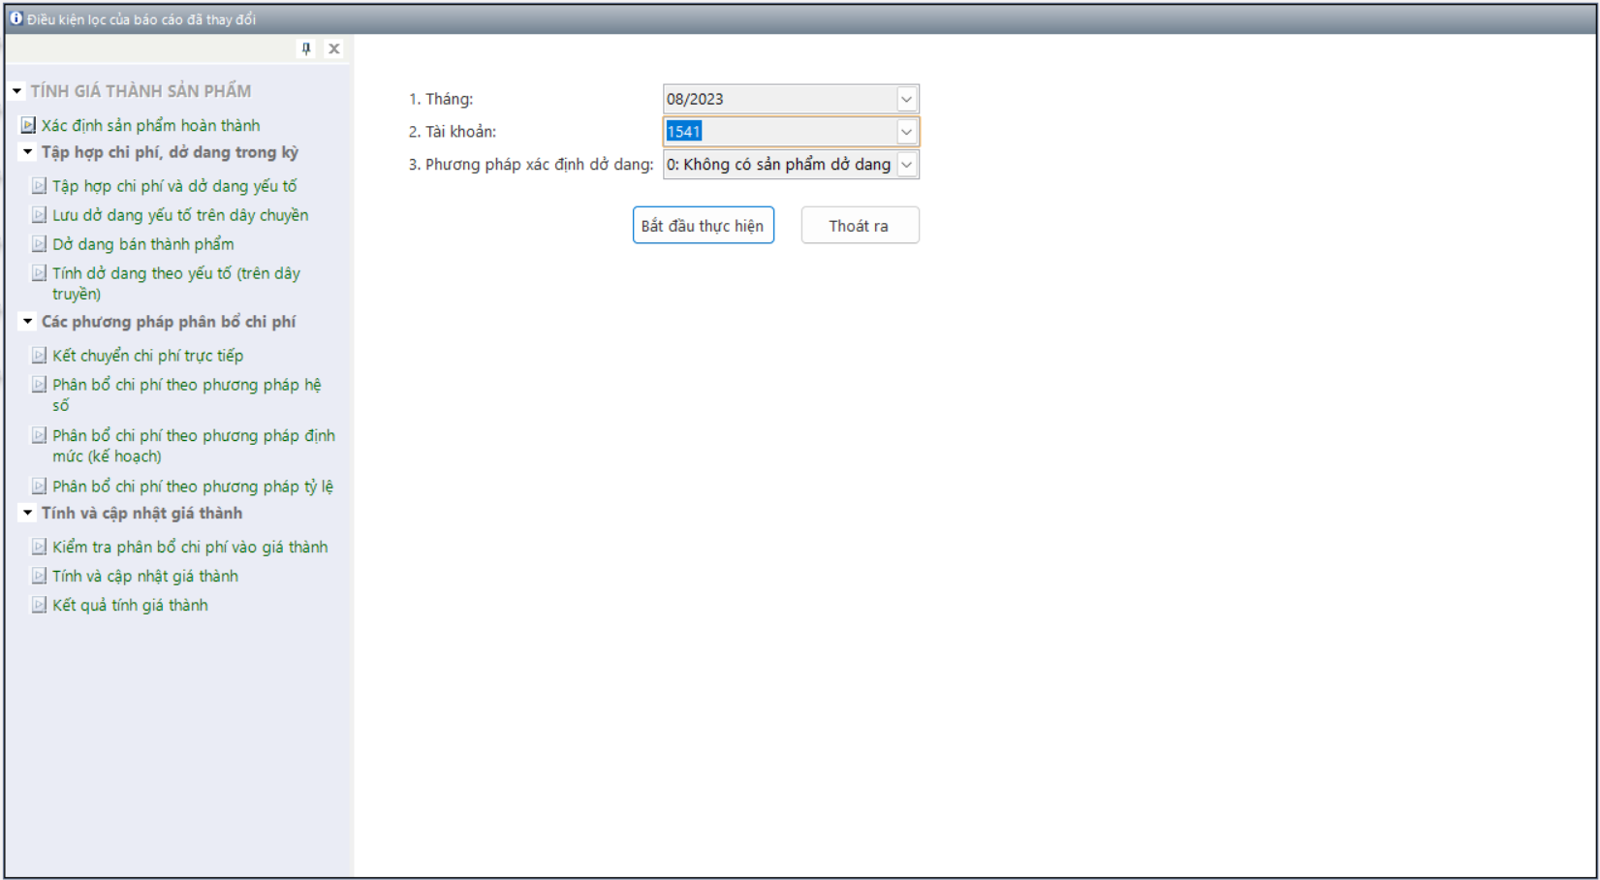 Điều kiện lọc của báo cáo đã thay đổi
TÍNH GIÁ THÀNH SẢN PHẨM
Xác định sản phẩm hoàn thành
Tập hợp chi phí, dở dang trong kỳ
Tập hợp chi phí và dở dang yếu tố
Lưu dở dang yếu tố trên dây chuyền
Dở dang bán thành phẩm
Tính dở dang theo yếu tố (trên dây
truyền)
Các phương pháp phân bổ chi phí
Kết chuyển chi phí trực tiếp
Phân bổ chi phí theo phương pháp hệ
số
Phân bổ chi phí theo phương pháp định
mức (kế hoạch)
Phân bổ chi phí theo phương pháp tỷ lệ
Tính và cập nhật giá thành
Kiểm tra phân bổ chi phí vào giá thành
Tính và cập nhật giá thành
Kết quả tính giá thành
1. Tháng: 08/2023
2. Tài khoản: 1541
3. Phương pháp xác định dở dang: 0: Không có sản phẩm dở dang
Bắt đầu thực hiện Thoát ra